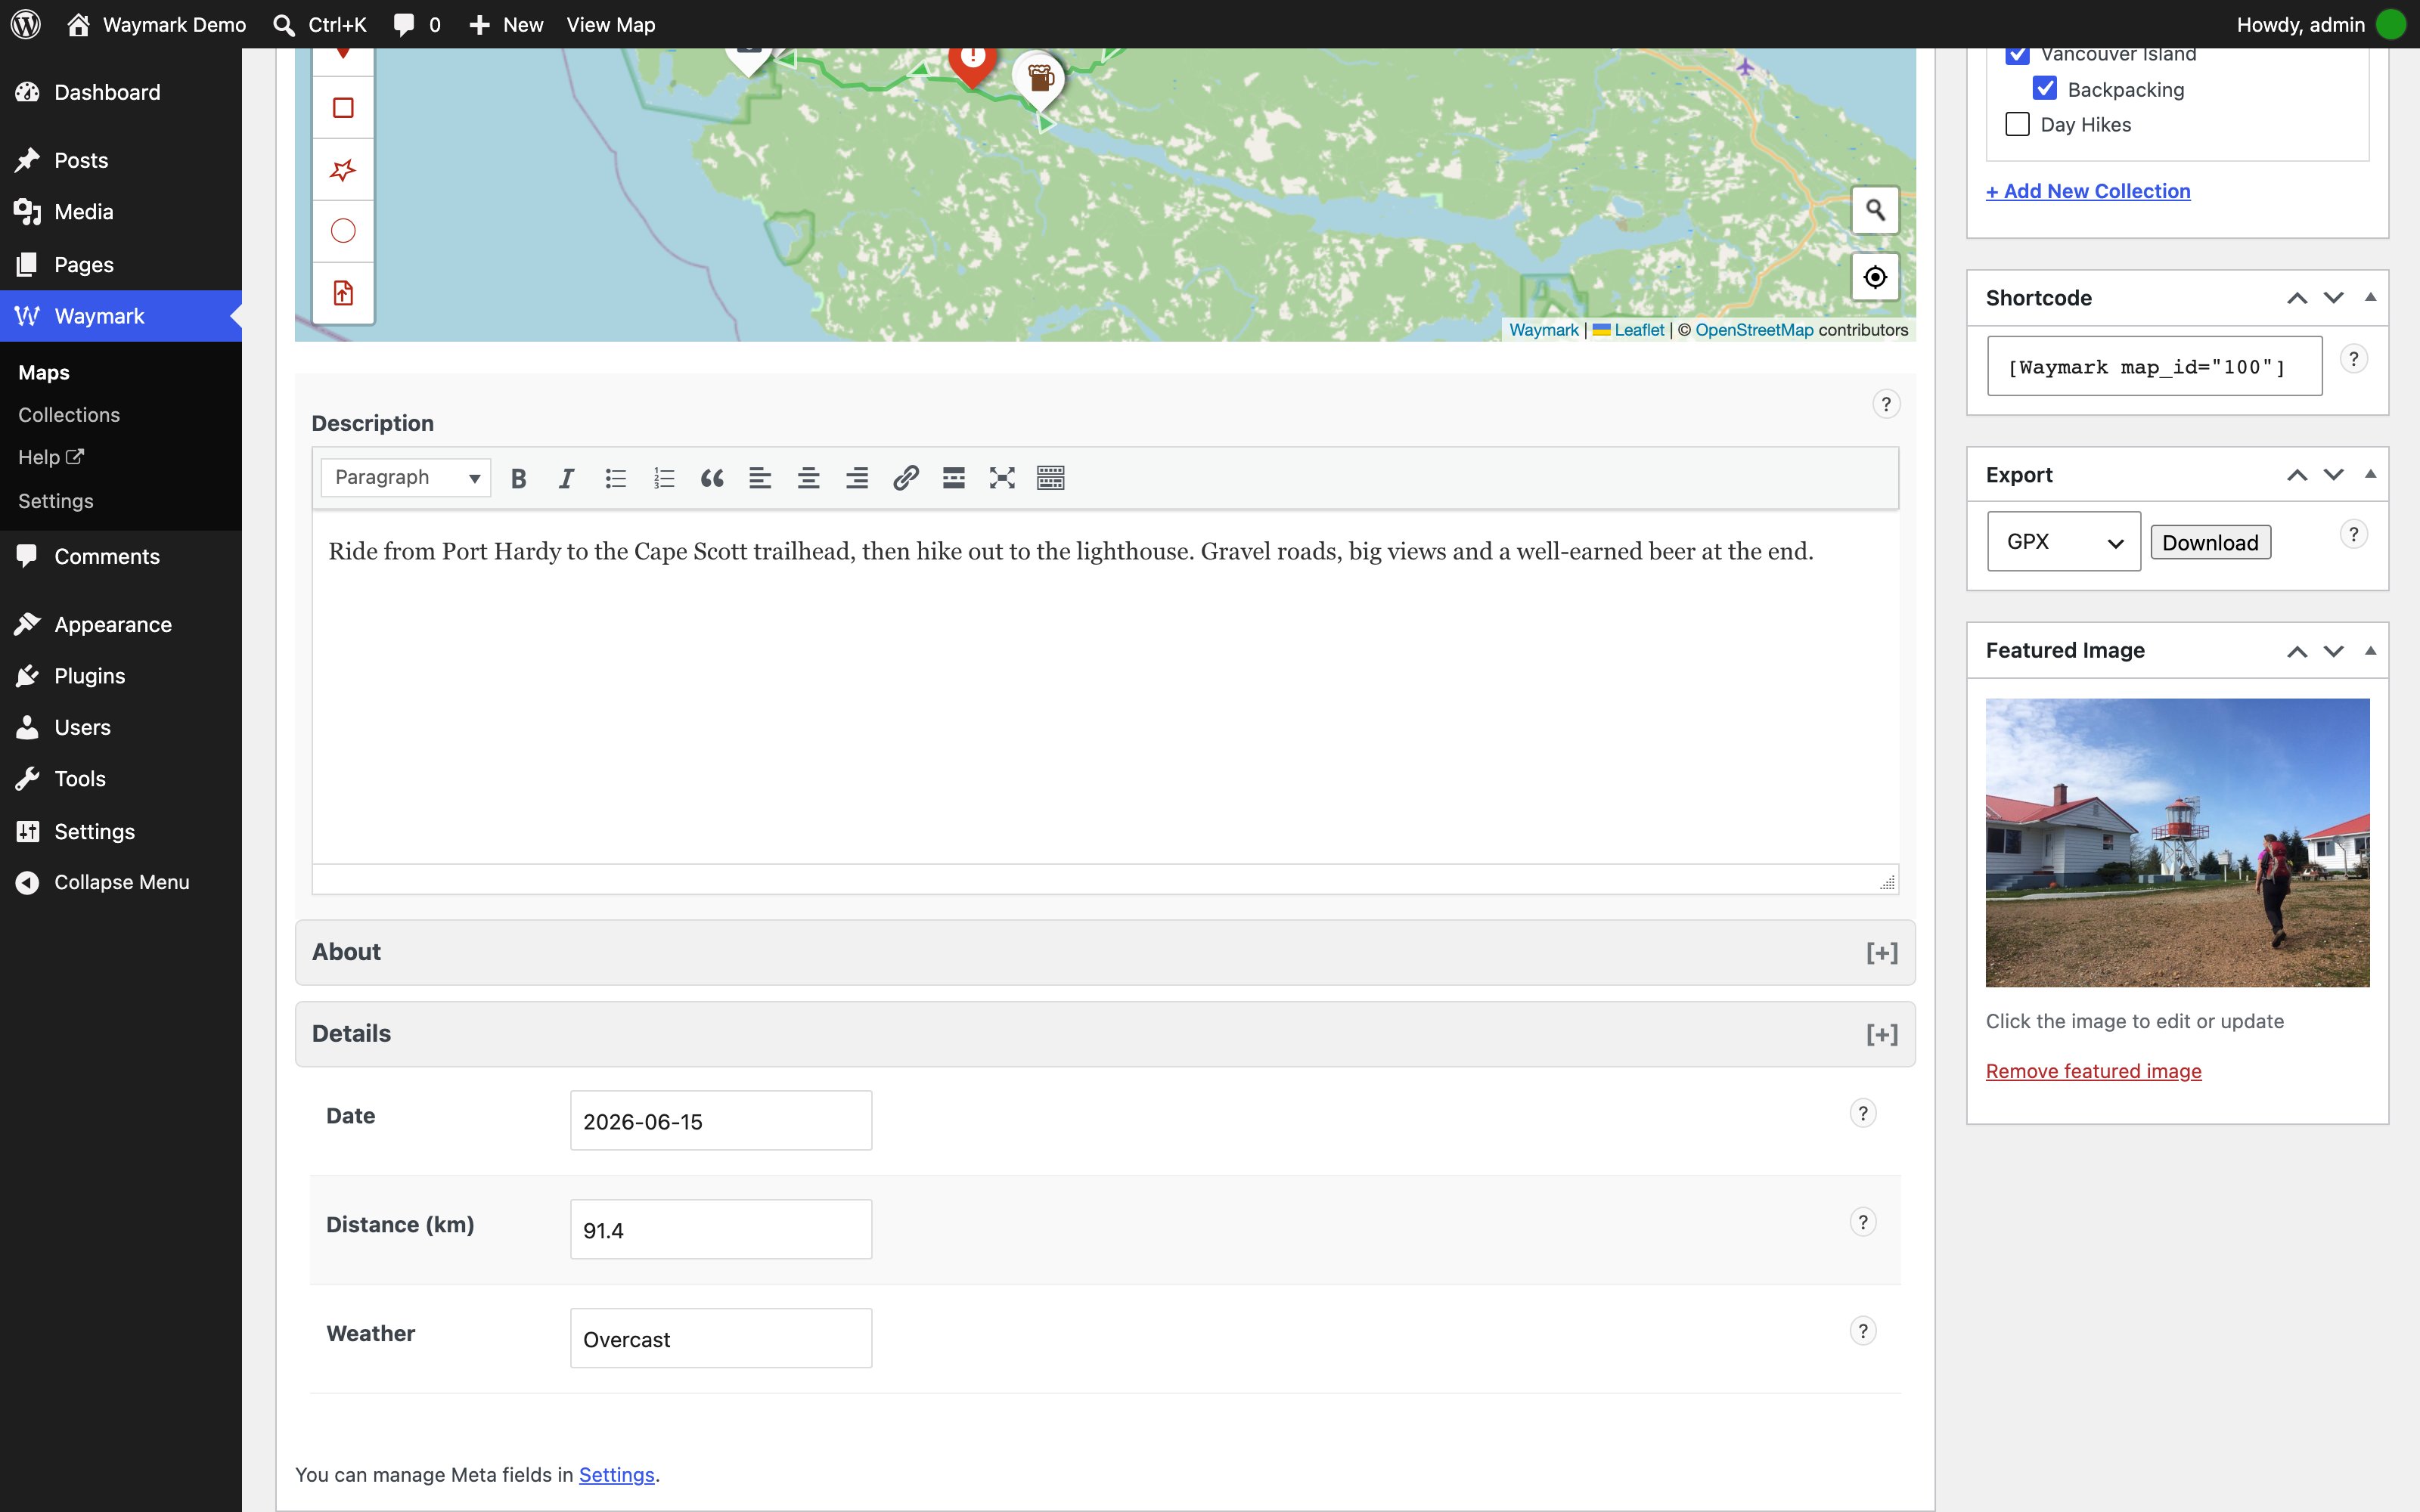 Waymark Demo
Ctrl+K
0
New
View Map
Howdy, admin
Dashboard
Posts
Media
Pages
Waymark
Maps
Collections
Help
Settings
Comments
Appearance
Plugins
Users
Tools
Settings
Collapse Menu
Waymark | Leaflet | © OpenStreetMap contributors
Description
?
Paragraph
Ride from Port Hardy to the Cape Scott trailhead, then hike out to the lighthouse. Gravel roads, big views and a well-earned beer at the end.
About
[+]
Details
[+]
Date
2026-06-15
?
Distance (km)
91.4
?
Weather
Overcast
?
You can manage Meta fields in Settings.
Vancouver Island
Backpacking
Day Hikes
+ Add New Collection
Shortcode
[Waymark map_id="100"]
?
Export
GPX
Download
?
Featured Image
Click the image to edit or update
Remove featured image